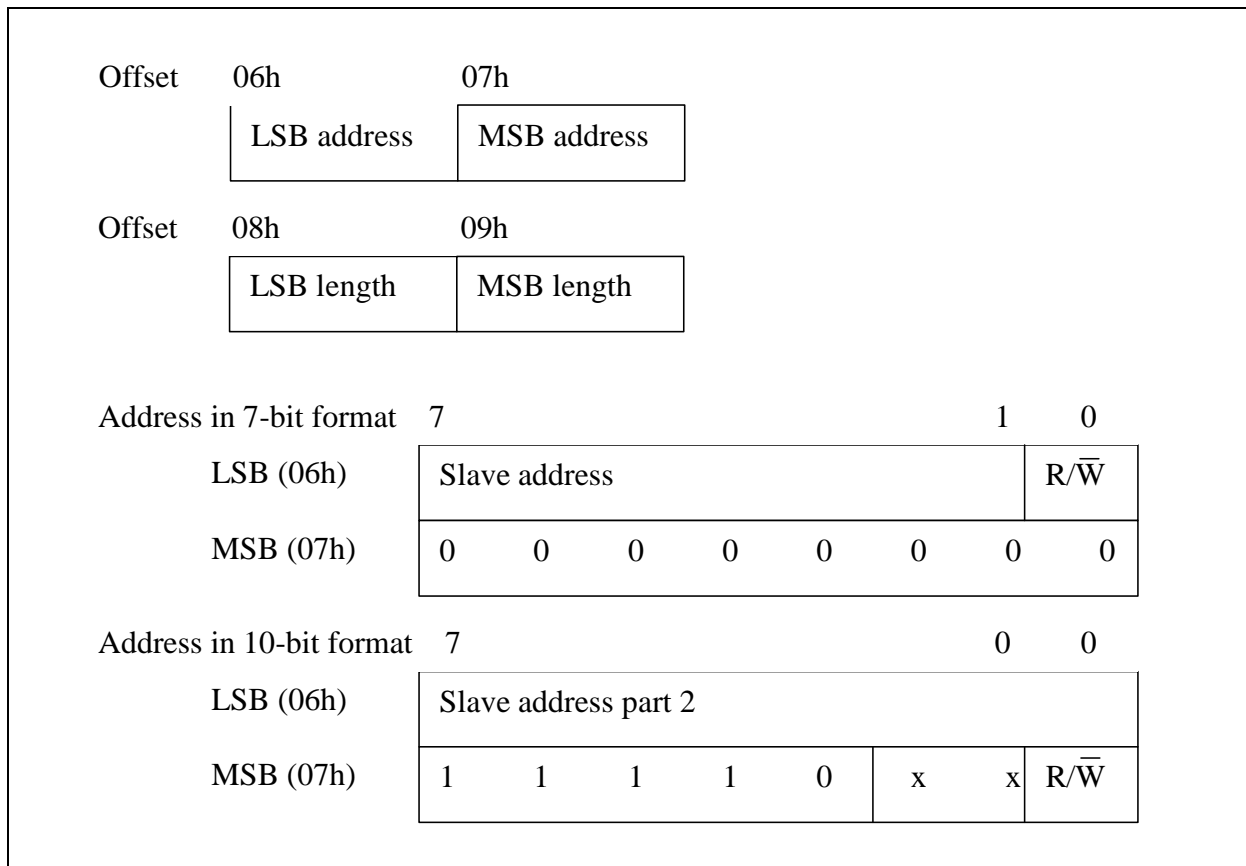 Offset 06h 07h
LSB address MSB address
Offset 08h 09h
LSB length MSB length
Address in 7-bit format 7 1 0
LSB (06h) Slave address R/W̅
MSB (07h) 0 0 0 0 0 0 0 0
Address in 10-bit format 7 0 0
LSB (06h) Slave address part 2
MSB (07h) 1 1 1 1 0 x x R/W̅